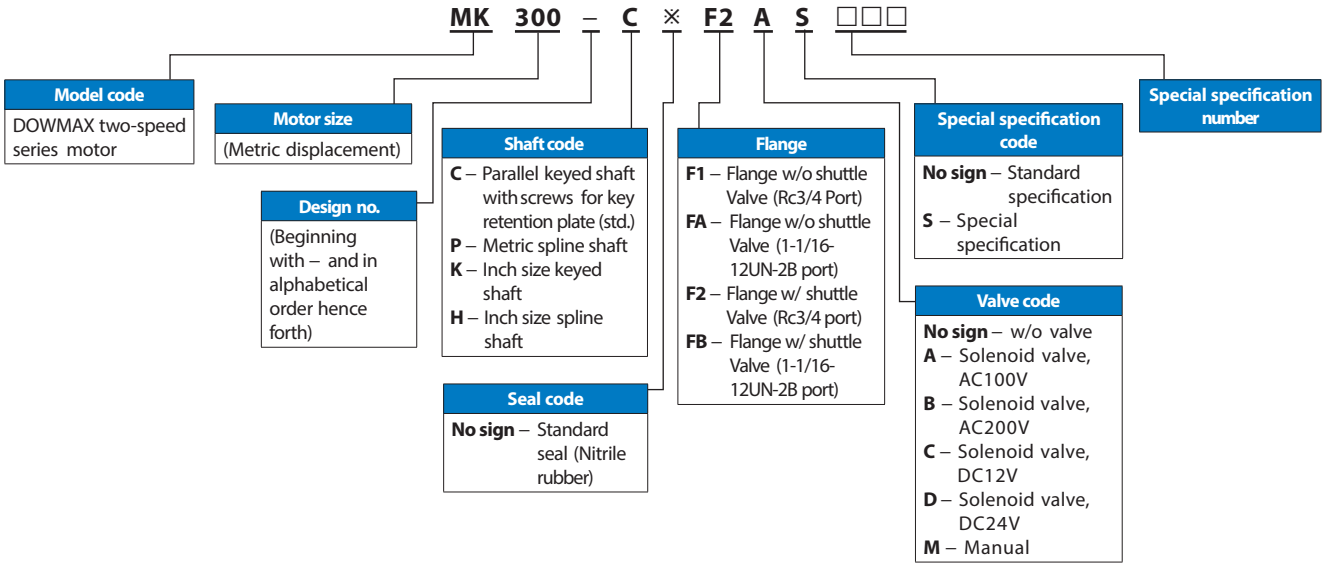 MK 300 – C ※ F2 A S □□□
Model code
DOWMAX two-speed
series motor
Motor size
(Metric displacement)
Design no.
(Beginning
with – and in
alphabetical
order hence
forth)
Shaft code
C – Parallel keyed shaft
with screws for key
retention plate (std.)
P – Metric spline shaft
K – Inch size keyed
shaft
H – Inch size spline
shaft
Seal code
No sign – Standard
seal (Nitrile
rubber)
Flange
F1 – Flange w/o shuttle
Valve (Rc3/4 Port)
FA – Flange w/o shuttle
Valve (1-1/16-
12UN-2B port)
F2 – Flange w/ shuttle
Valve (Rc3/4 port)
FB – Flange w/ shuttle
Valve (1-1/16-
12UN-2B port)
Special specification
code
No sign – Standard
specification
S – Special
specification
Valve code
No sign – w/o valve
A – Solenoid valve,
AC100V
B – Solenoid valve,
AC200V
C – Solenoid valve,
DC12V
D – Solenoid valve,
DC24V
M – Manual
Special specification
number